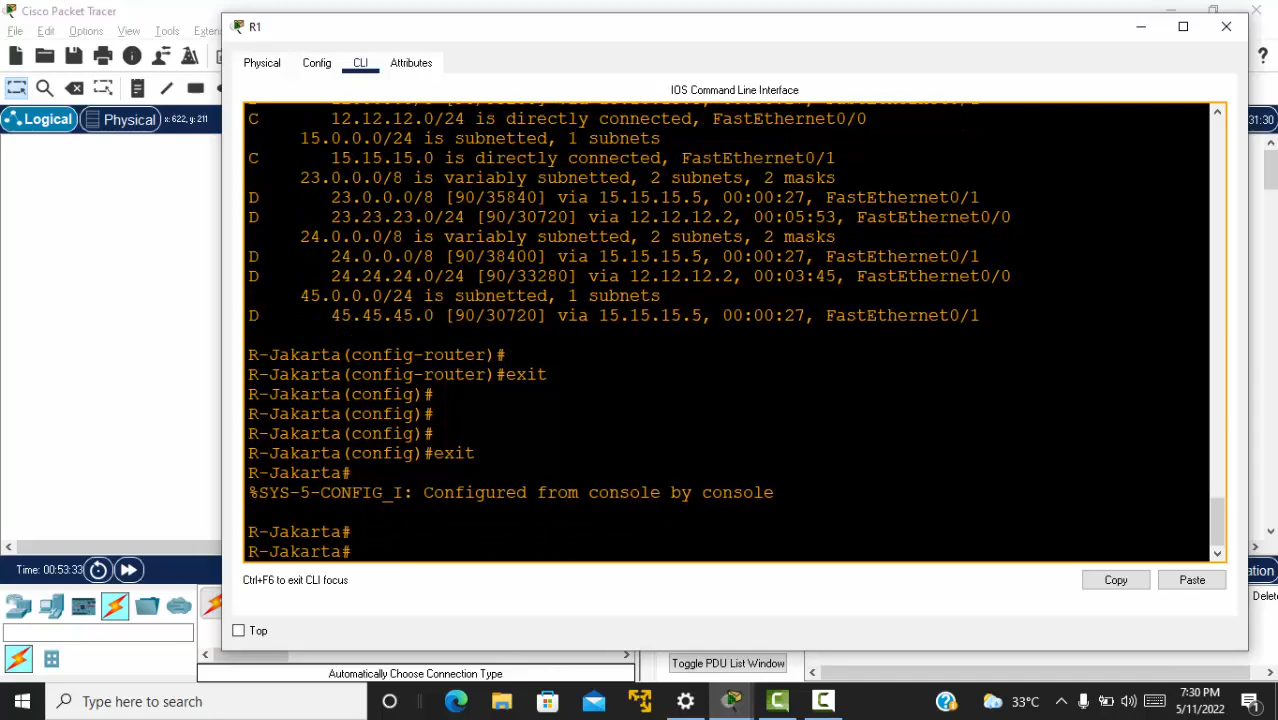 Cisco Packet Tracer
File Edit Options View Tools Exten
R1
Physical Config CLI Attributes
IOS Command Line Interface
Logical Physical x: 622, y: 211
31:30
C 12.12.12.0/24 is directly connected, FastEthernet0/0
15.0.0.0/24 is subnetted, 1 subnets
C 15.15.15.0 is directly connected, FastEthernet0/1
23.0.0.0/8 is variably subnetted, 2 subnets, 2 masks
D 23.0.0.0/8 [90/35840] via 15.15.15.5, 00:00:27, FastEthernet0/1
D 23.23.23.0/24 [90/30720] via 12.12.12.2, 00:05:53, FastEthernet0/0
24.0.0.0/8 is variably subnetted, 2 subnets, 2 masks
D 24.0.0.0/8 [90/38400] via 15.15.15.5, 00:00:27, FastEthernet0/1
D 24.24.24.0/24 [90/33280] via 12.12.12.2, 00:03:45, FastEthernet0/0
45.0.0.0/24 is subnetted, 1 subnets
D 45.45.45.0 [90/30720] via 15.15.15.5, 00:00:27, FastEthernet0/1
R-Jakarta(config-router)#
R-Jakarta(config-router)#exit
R-Jakarta(config)#
R-Jakarta(config)#
R-Jakarta(config)#
R-Jakarta(config)#exit
R-Jakarta#
%SYS-5-CONFIG_I: Configured from console by console
R-Jakarta#
R-Jakarta#
Ctrl+F6 to exit CLI focus
Copy Paste
Top
Time: 00:53:33
ation
Delete
Automatically Choose Connection Type
Toggle PDU List Window
Type here to search
33°C
7:30 PM
5/11/2022
1